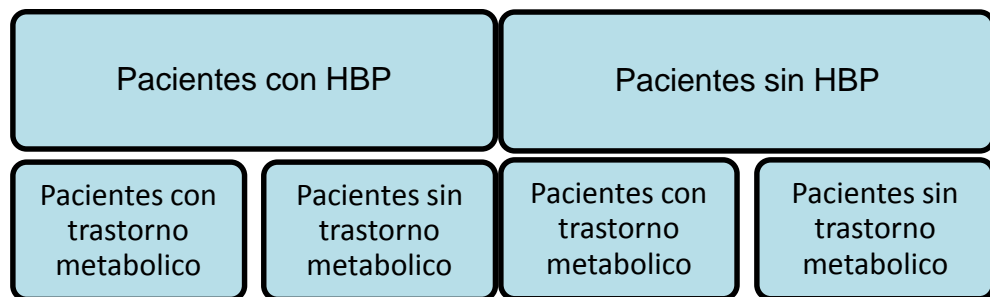 Pacientes con HBP
Pacientes sin HBP
Pacientes con
trastorno
metabolico
Pacientes sin
trastorno
metabolico
Pacientes con
trastorno
metabolico
Pacientes sin
trastorno
metabolico